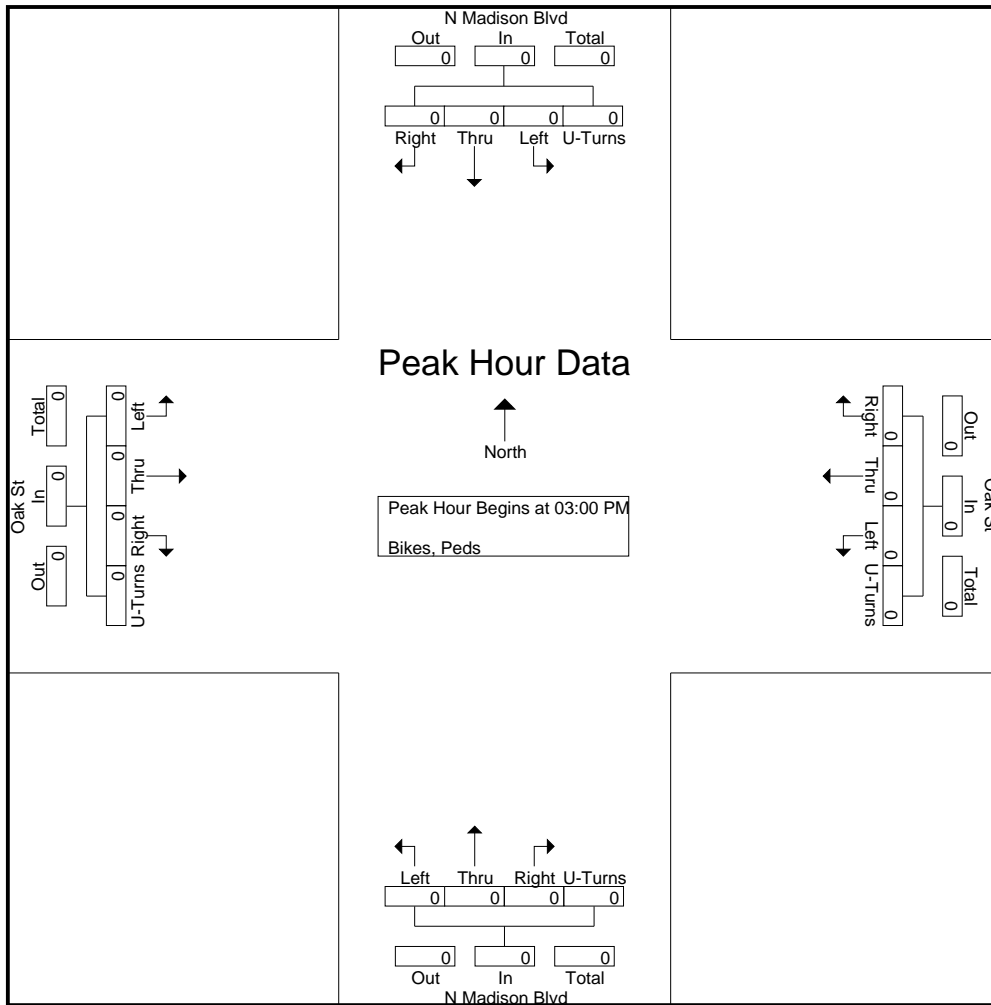 N Madison Blvd
Out In Total
0 0 0
0 0 0 0
Right Thru Left U-Turns
Peak Hour Data
North
Peak Hour Begins at 03:00 PM
Bikes, Peds
Oak St
Total In Out
0 0 0
0 0 0 0
Left Thru Right U-Turns
Right Thru Left U-Turns
0 0 0 0
0 0 0
Out In Total
Oak St
Left Thru Right U-Turns
0 0 0 0
0 0 0
Out In Total
N Madison Blvd